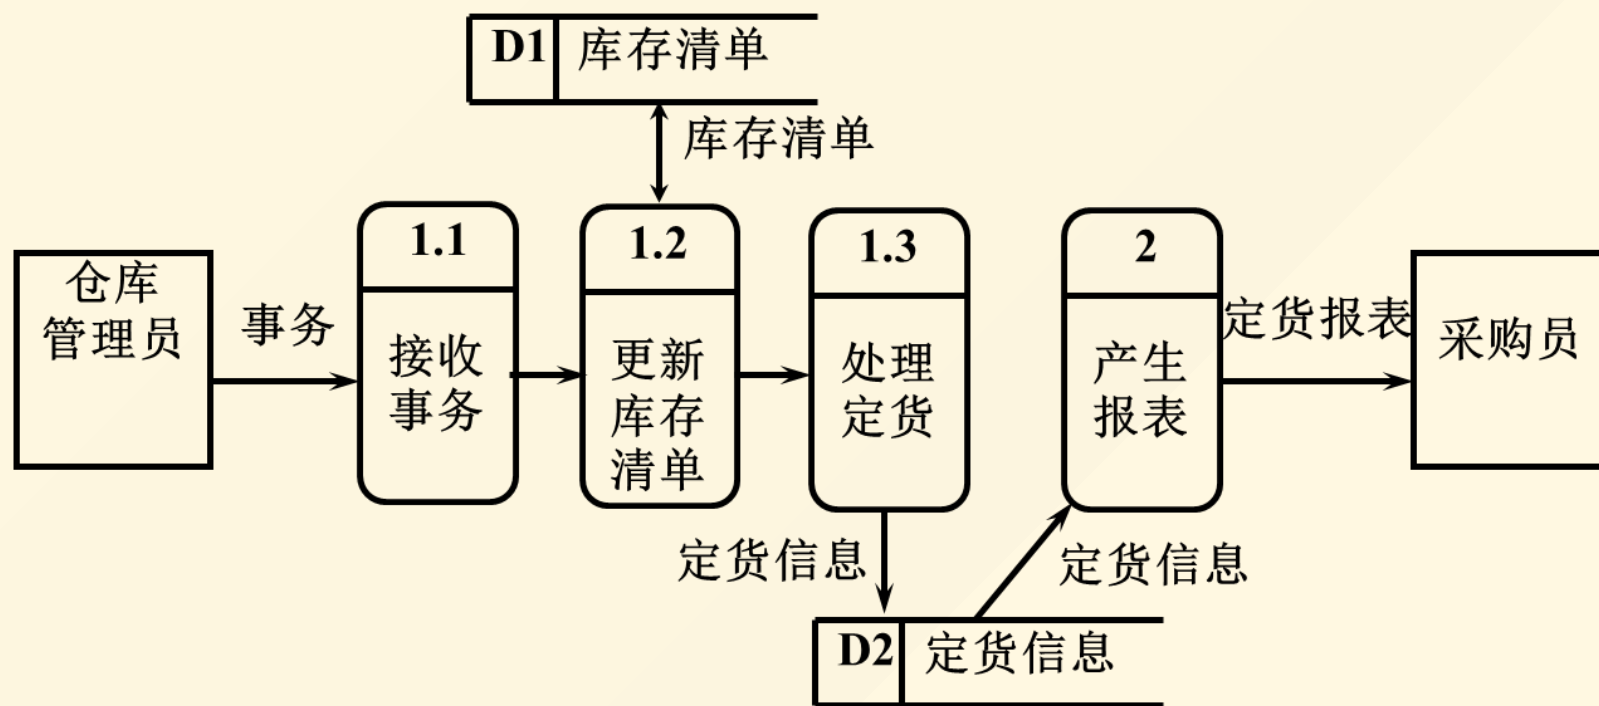 D1 库存清单
库存清单
仓库
管理员
事务
1.1
接收
事务
1.2
更新
库存
清单
1.3
处理
定货
2
产生
报表
定货报表
采购员
定货信息
定货信息
D2 定货信息